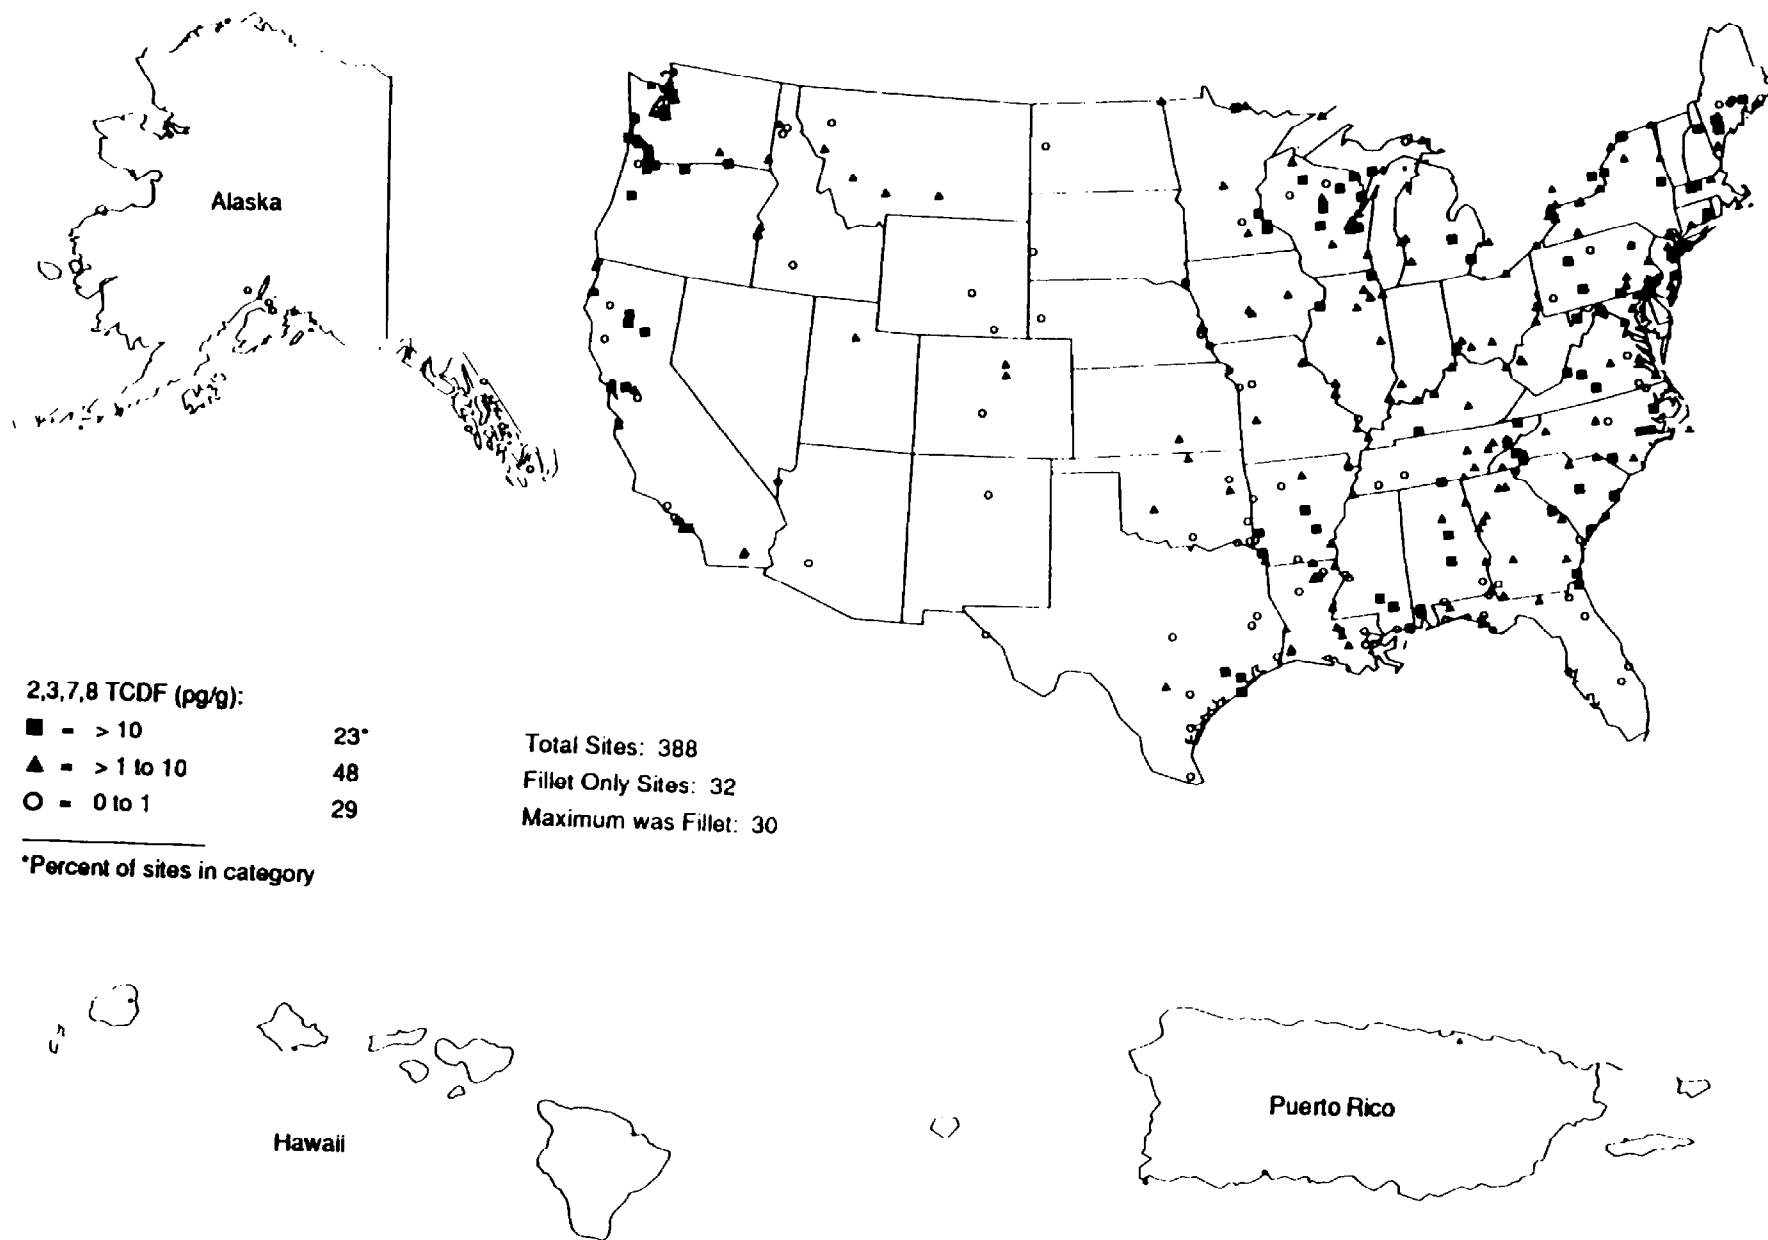 Alaska
2,3,7,8 TCDF (pg/g):
■ = > 10 23*
▲ = > 1 to 10 48
○ = 0 to 1 29
Total Sites: 388
Fillet Only Sites: 32
Maximum was Fillet: 30
*Percent of sites in category
Hawaii
Puerto Rico